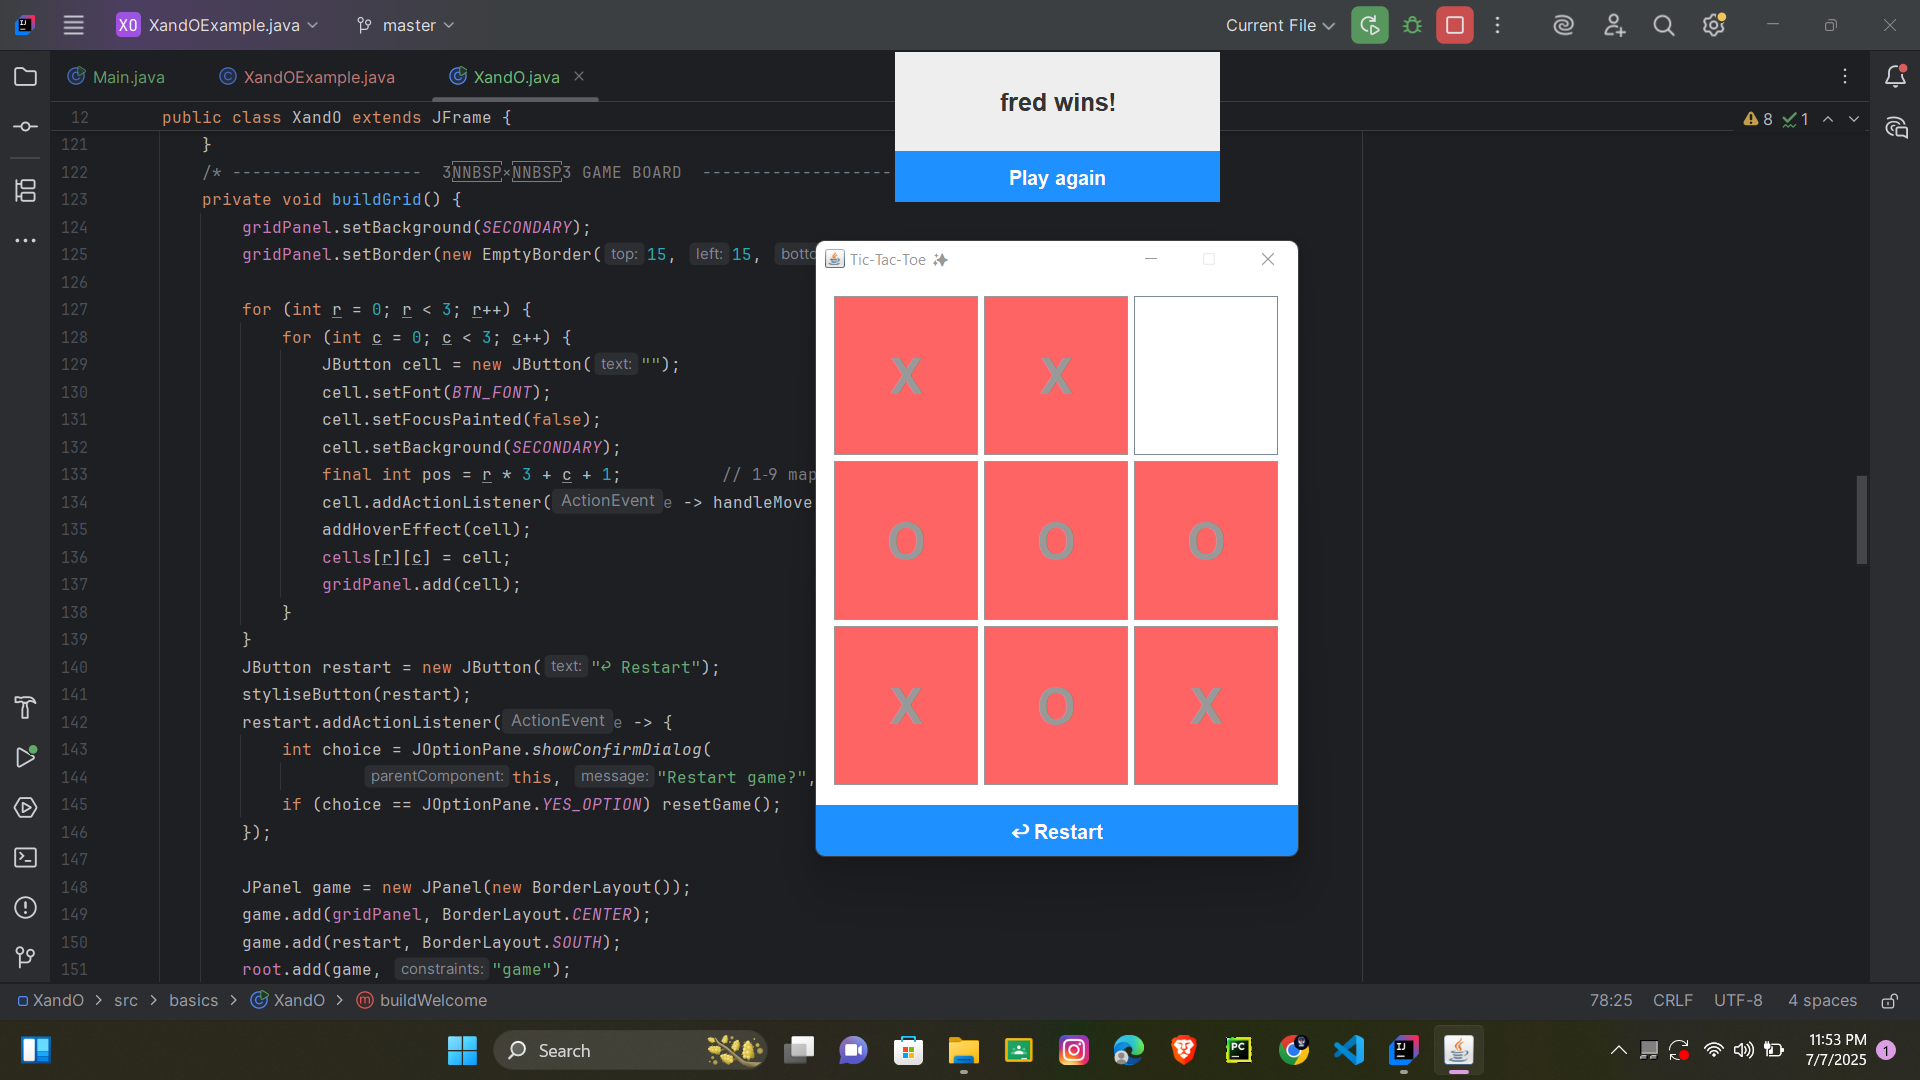 XO XandOExample.java master Current File
Main.java XandOExample.java XandO.java
fred wins!
Play again
12 public class XandO extends JFrame {
8 1
121 }
122 /* ------------------- 3NNBSP×NNBSP3 GAME BOARD -------------------
123 private void buildGrid() {
124 gridPanel.setBackground(SECONDARY);
125 gridPanel.setBorder(new EmptyBorder( top: 15, left: 15, botto
126
127 for (int r = 0; r < 3; r++) {
128 for (int c = 0; c < 3; c++) {
129 JButton cell = new JButton( text: "");
130 cell.setFont(BTN_FONT);
131 cell.setFocusPainted(false);
132 cell.setBackground(SECONDARY);
133 final int pos = r * 3 + c + 1; // 1-9 map
134 cell.addActionListener( ActionEvent e -> handleMove
135 addHoverEffect(cell);
136 cells[r][c] = cell;
137 gridPanel.add(cell);
138 }
139 }
140 JButton restart = new JButton( text: "↩ Restart");
141 styliseButton(restart);
142 restart.addActionListener( ActionEvent e -> {
143 int choice = JOptionPane.showConfirmDialog(
144 parentComponent: this, message: "Restart game?",
145 if (choice == JOptionPane.YES_OPTION) resetGame();
146 });
147
148 JPanel game = new JPanel(new BorderLayout());
149 game.add(gridPanel, BorderLayout.CENTER);
150 game.add(restart, BorderLayout.SOUTH);
151 root.add(game, constraints: "game");
Tic-Tac-Toe ✨
X X
O O O
X O X
↩ Restart
XandO > src > basics > XandO > m buildWelcome
78:25 CRLF UTF-8 4 spaces
Search
PC
11:53 PM
7/7/2025
1